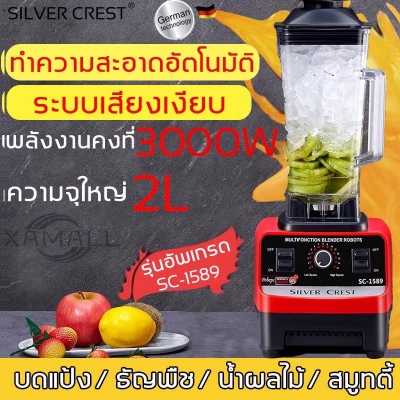 SILVER CREST®
German
technology
ทำความสะอาดอัตโนมัติ
ระบบเสียงเงียบ
พลังงานคงที่ 3000W
ความจุใหญ่ 2L
XAMALL
รุ่นอัพเกรด
SC-1589
MULTIFONCTION BLENDER ROBOTS
OFF
ON
Low Speed
High Speed
OFF
ON
SC-1589
SILVER CREST
บดแป้ง / ธัญพืช / น้ำผลไม้ / สมูทตี้